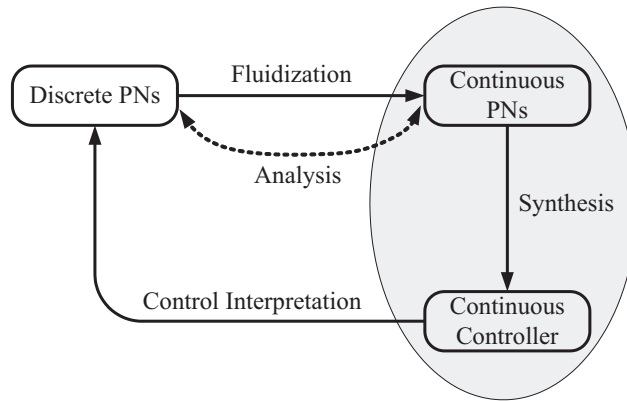 Fluidization
Discrete PNs
Continuous
PNs
Analysis
Synthesis
Control Interpretation
Continuous
Controller